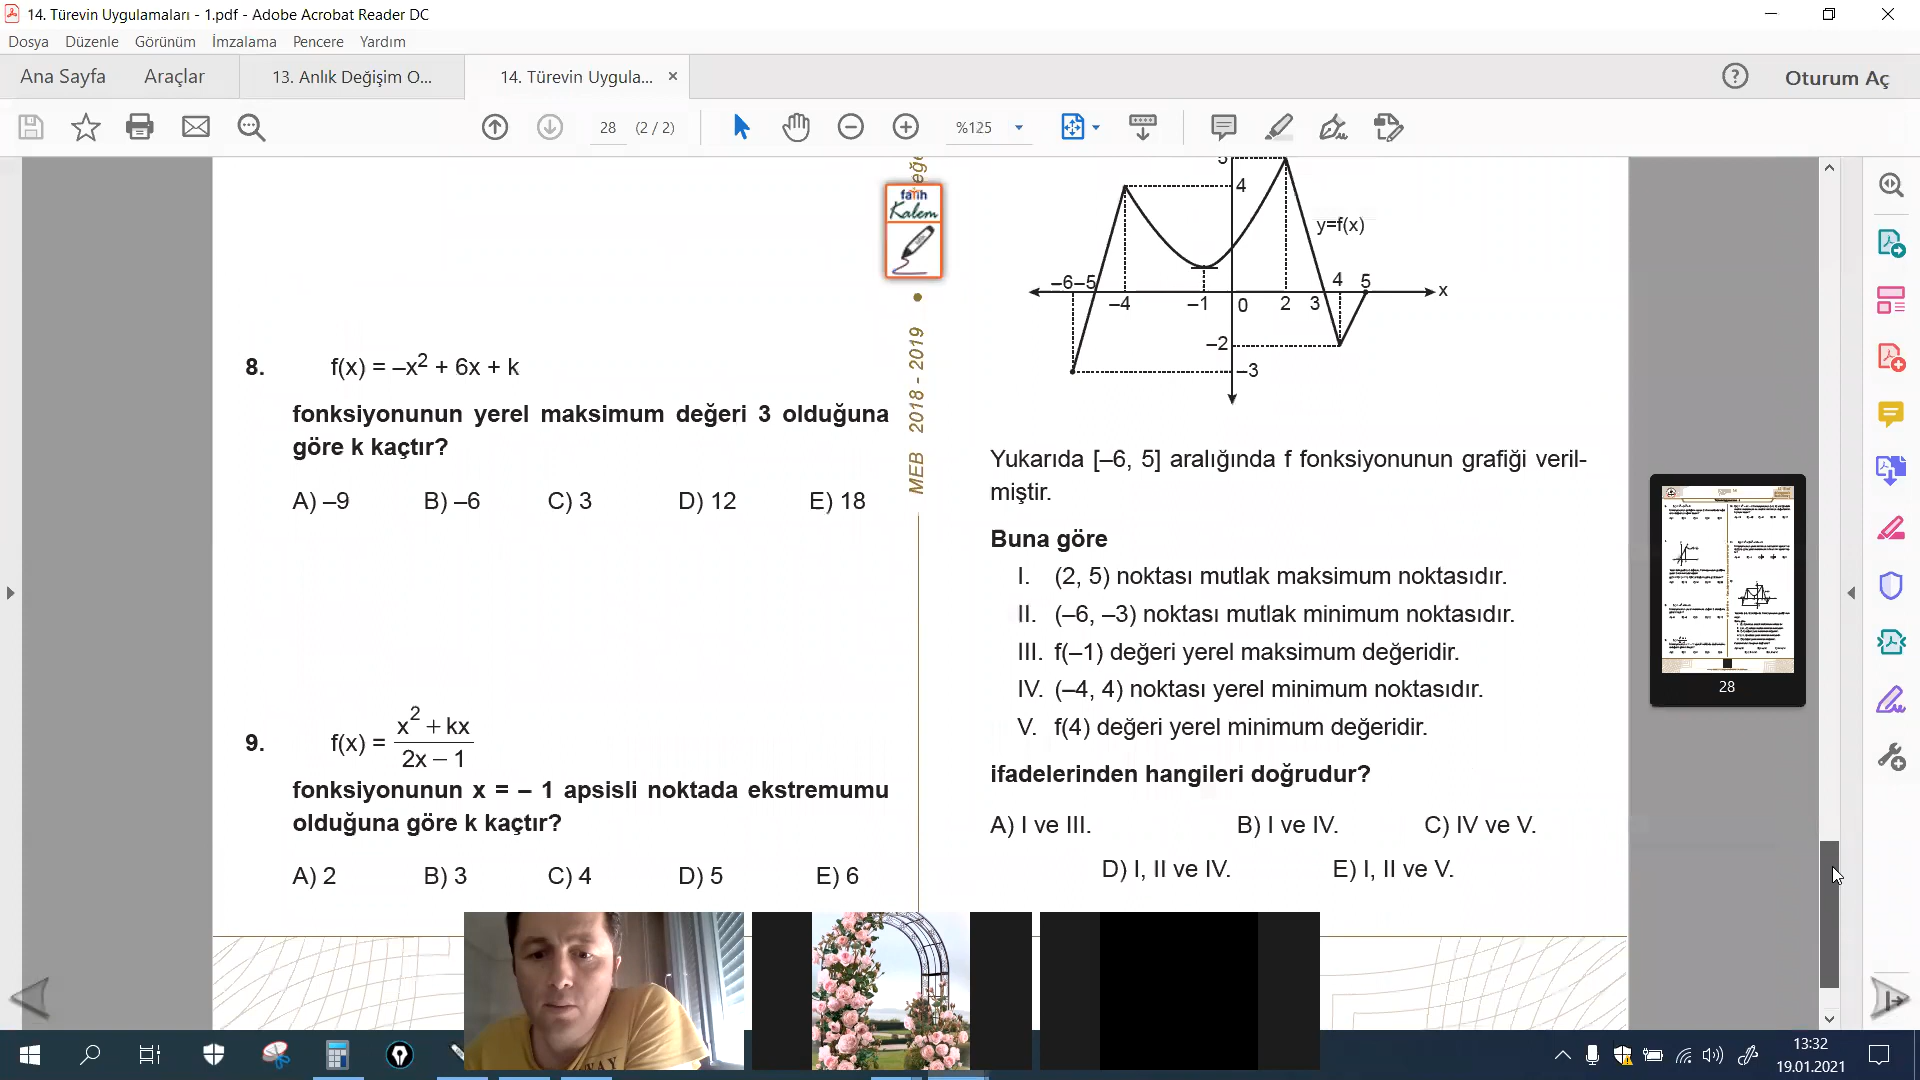 14. Türevin Uygulamaları - 1.pdf - Adobe Acrobat Reader DC
Dosya Düzenle Görünüm İmzalama Pencere Yardım
Ana Sayfa Araçlar 13. Anlık Değişim O... 14. Türevin Uygula... × Oturum Aç
28 (2 / 2) %125
fatih
Kalem
MEB 2018 - 2019
8. f(x) = –x² + 6x + k
fonksiyonunun yerel maksimum değeri 3 olduğuna
göre k kaçtır?
A) –9 B) –6 C) 3 D) 12 E) 18
9. f(x) = (x² + kx)/(2x – 1)
fonksiyonunun x = – 1 apsisli noktada ekstremumu
olduğuna göre k kaçtır?
A) 2 B) 3 C) 4 D) 5 E) 6
5
4
y=f(x)
–6 –5 4 5
x
–4 –1 0 2 3
–2
–3
Yukarıda [–6, 5] aralığında f fonksiyonunun grafiği veril-
miştir.
Buna göre
I. (2, 5) noktası mutlak maksimum noktasıdır.
II. (–6, –3) noktası mutlak minimum noktasıdır.
III. f(–1) değeri yerel maksimum değeridir.
IV. (–4, 4) noktası yerel minimum noktasıdır.
V. f(4) değeri yerel minimum değeridir.
ifadelerinden hangileri doğrudur?
A) I ve III. B) I ve IV. C) IV ve V.
D) I, II ve IV. E) I, II ve V.
28
13:32
19.01.2021